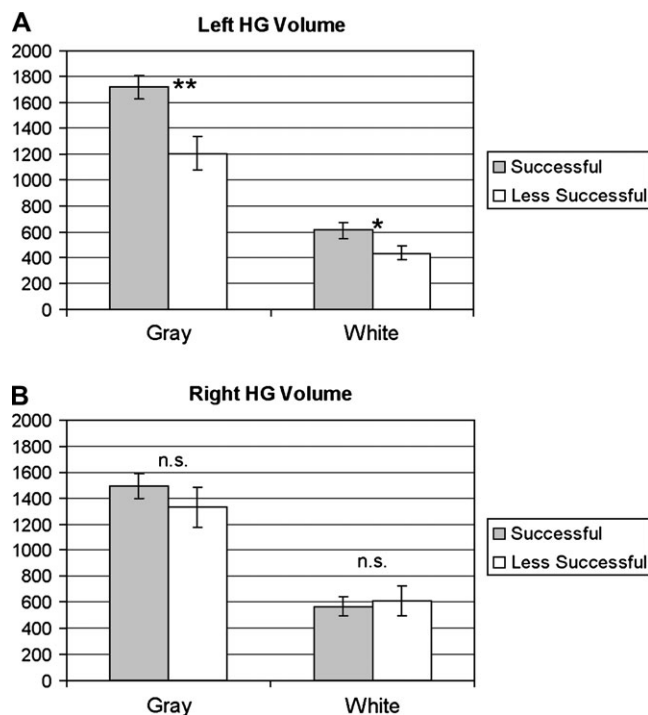 A
Left HG Volume
2000
1800
1600
1400
1200
1000
800
600
400
200
0
**
*
Gray
White
Successful
Less Successful
B
Right HG Volume
2000
1800
1600
1400
1200
1000
800
600
400
200
0
n.s.
n.s.
Gray
White
Successful
Less Successful